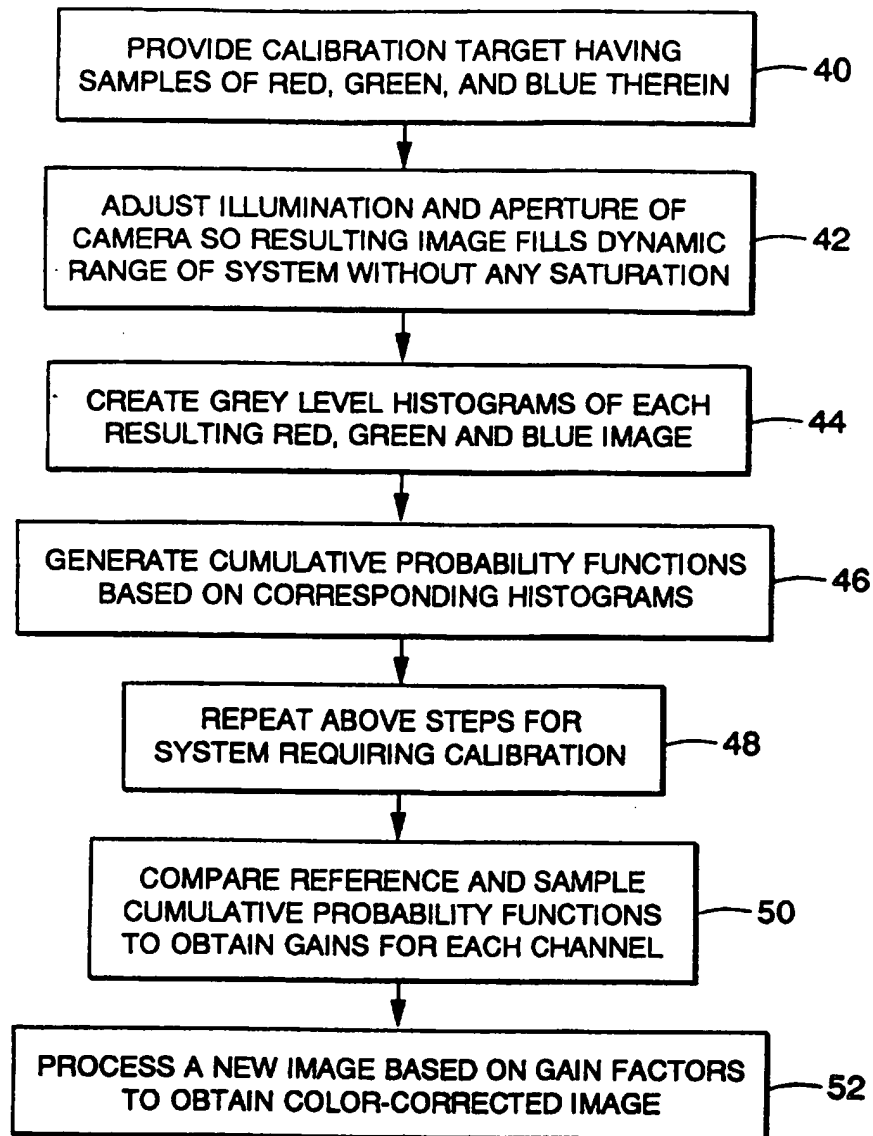 PROVIDE CALIBRATION TARGET HAVING
SAMPLES OF RED, GREEN, AND BLUE THEREIN
40
ADJUST ILLUMINATION AND APERTURE OF
CAMERA SO RESULTING IMAGE FILLS DYNAMIC
RANGE OF SYSTEM WITHOUT ANY SATURATION
42
CREATE GREY LEVEL HISTOGRAMS OF EACH
RESULTING RED, GREEN AND BLUE IMAGE
44
GENERATE CUMULATIVE PROBABILITY FUNCTIONS
BASED ON CORRESPONDING HISTOGRAMS
46
REPEAT ABOVE STEPS FOR
SYSTEM REQUIRING CALIBRATION
48
COMPARE REFERENCE AND SAMPLE
CUMULATIVE PROBABILITY FUNCTIONS
TO OBTAIN GAINS FOR EACH CHANNEL
50
PROCESS A NEW IMAGE BASED ON GAIN FACTORS
TO OBTAIN COLOR-CORRECTED IMAGE
52